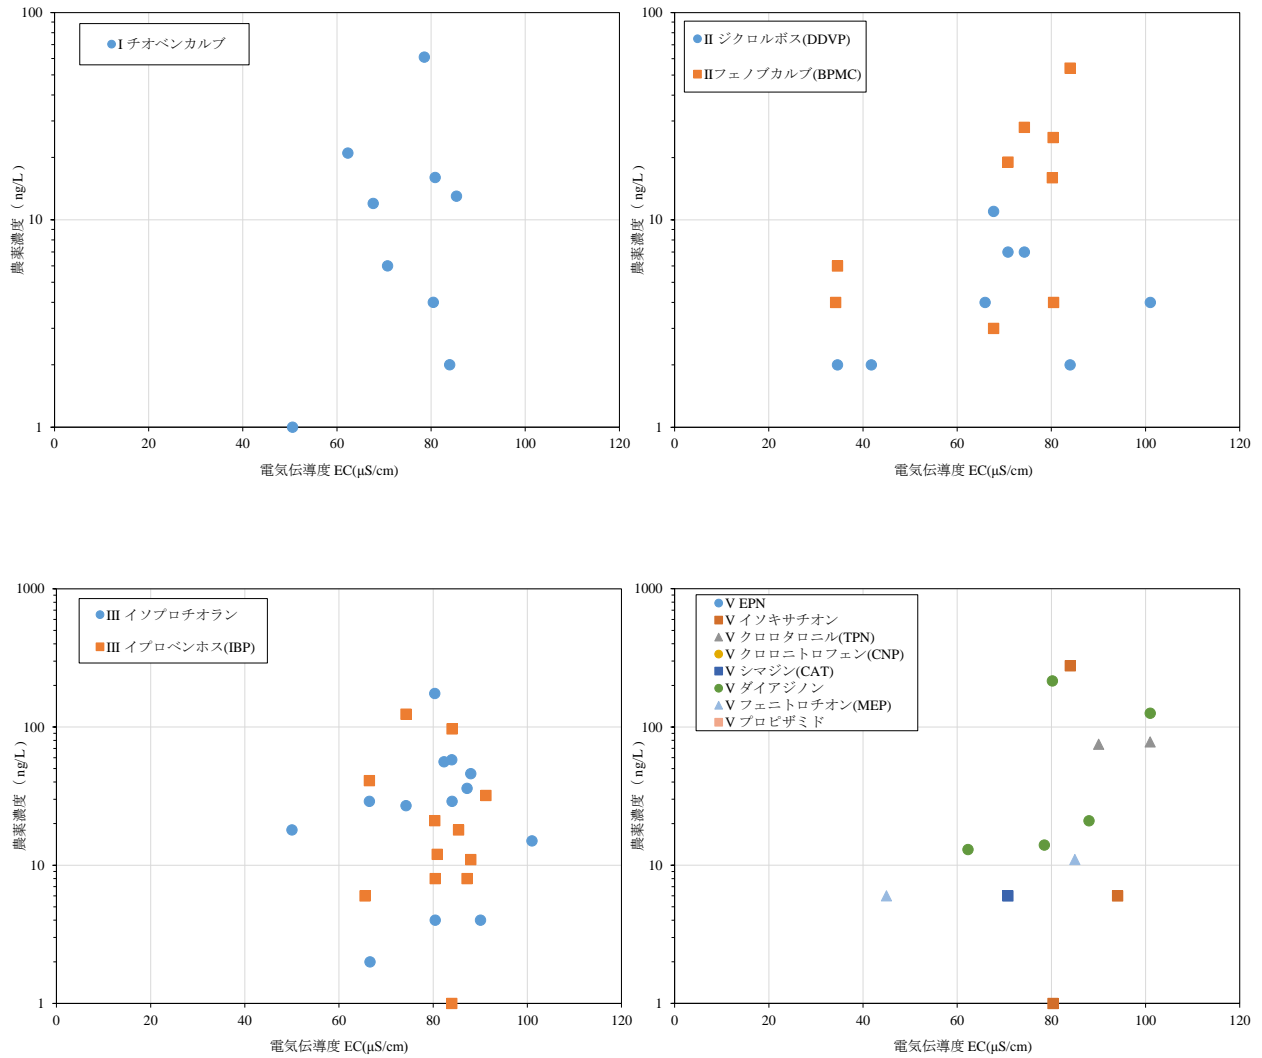 I チオベンカルブ
100
10
1
0 20 40 60 80 100 120
農薬濃度（ ng/L ）
電気伝導度 EC(μS/cm)
II ジクロルボス(DDVP)
IIフェノブカルブ(BPMC)
100
10
1
0 20 40 60 80 100 120
農薬濃度（ ng/L ）
電気伝導度 EC(μS/cm)
III イソプロチオラン
III イプロベンホス(IBP)
1000
100
10
1
0 20 40 60 80 100 120
農薬濃度（ ng/L ）
電気伝導度 EC(μS/cm)
V EPN
V イソキサチオン
V クロロタロニル(TPN)
V クロロニトロフェン(CNP)
V シマジン(CAT)
V ダイアジノン
V フェニトロチオン(MEP)
V プロピザミド
1000
100
10
1
0 20 40 60 80 100 120
農薬濃度（ ng/L ）
電気伝導度 EC(μS/cm)